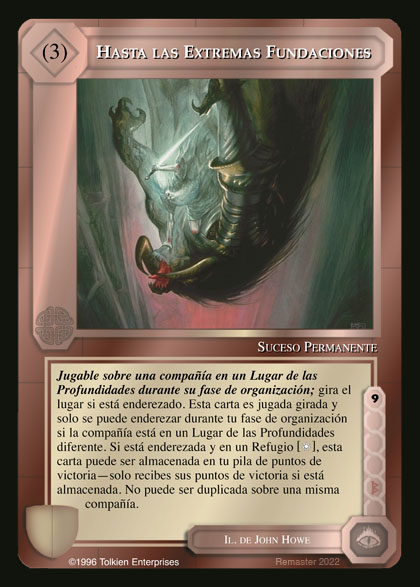 (3)
Hasta las Extremas Fundaciones
Suceso Permanente
Jugable sobre una compañía en un Lugar de las
Profundidades durante su fase de organización; gira el
lugar si está enderezado. Esta carta es jugada girada y
solo se puede enderezar durante tu fase de organización
si la compañía está en un Lugar de las Profundidades
diferente. Si está enderezada y en un Refugio [ ], esta
carta puede ser almacenada en tu pila de puntos de
victoria—solo recibes sus puntos de victoria si está
almacenada. No puede ser duplicada sobre una misma
compañía.
9
Il. de John Howe
©1996 Tolkien Enterprises
Remaster 2022